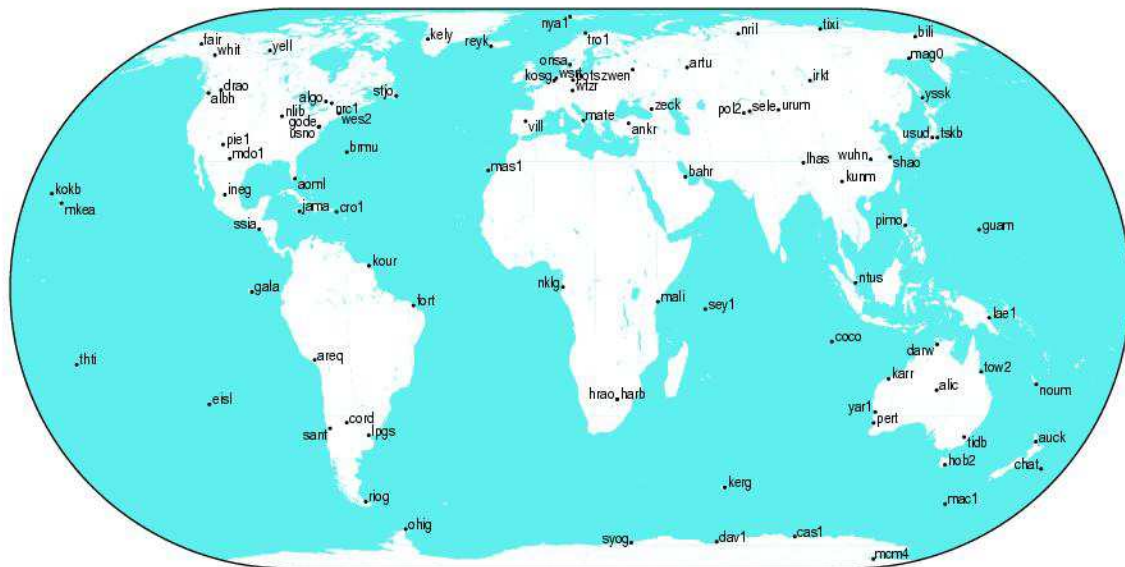 nya1
tixi
bili
nril
tro1
kely
reyk
fair
whit
yell
mag0
onsa
artu
wsrt
kosg
potszwen
irkt
wtzr
drao
albh
stjo
yssk
algo
nrc1
zeck
pol2
sele
urum
nlib
wes2
gode
usno
vill
mate
ankr
usud
tskb
pie1
mdo1
brmu
wuhn
shao
lhas
mas1
bahr
kunm
aoml
kokb
ineg
mkea
jama
cro1
ssia
pimo
guam
kour
nklg
ntus
gala
fort
mali
sey1
lae1
coco
darw
thti
areq
tow2
karr
alic
noum
hrao
harb
eisl
yar1
pert
cord
sant
lpgs
tidb
auck
hob2
chat
kerg
riog
mac1
ohig
syog
dav1
cas1
mcm4